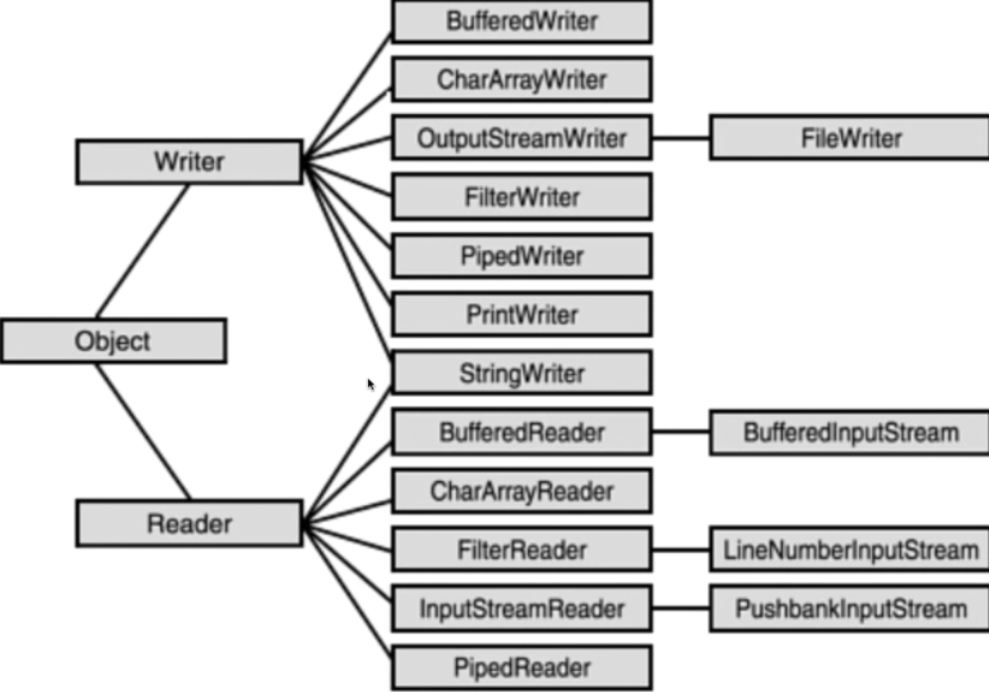 BufferedWriter
CharArrayWriter
OutputStreamWriter
FileWriter
Writer
FilterWriter
PipedWriter
PrintWriter
Object
StringWriter
BufferedReader
BufferedInputStream
CharArrayReader
Reader
FilterReader
LineNumberInputStream
InputStreamReader
PushbankInputStream
PipedReader